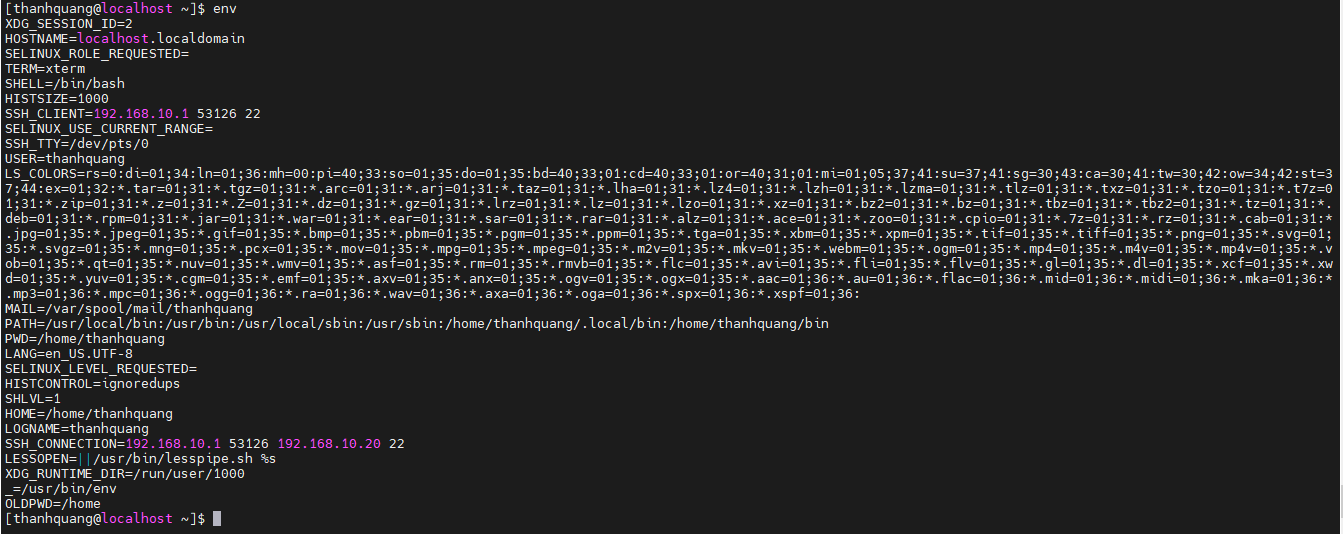 [thanhquang@localhost ~]$ env
XDG_SESSION_ID=2
HOSTNAME=localhost.localdomain
SELINUX_ROLE_REQUESTED=
TERM=xterm
SHELL=/bin/bash
HISTSIZE=1000
SSH_CLIENT=192.168.10.1 53126 22
SELINUX_USE_CURRENT_RANGE=
SSH_TTY=/dev/pts/0
USER=thanhquang
LS_COLORS=rs=0:di=01;34:ln=01;36:mh=00:pi=40;33:so=01;35:do=01;35:bd=40;33;01:cd=40;33;01:or=40;31;01:mi=01;05;37;41:su=37;41:sg=30;43:ca=30;41:tw=30;42:ow=34;42:st=3
7;44:ex=01;32:*.tar=01;31:*.tgz=01;31:*.arc=01;31:*.arj=01;31:*.taz=01;31:*.lha=01;31:*.lz4=01;31:*.lzh=01;31:*.lzma=01;31:*.tlz=01;31:*.txz=01;31:*.tzo=01;31:*.t7z=0
1;31:*.zip=01;31:*.z=01;31:*.Z=01;31:*.dz=01;31:*.gz=01;31:*.lrz=01;31:*.lz=01;31:*.lzo=01;31:*.xz=01;31:*.bz2=01;31:*.bz=01;31:*.tbz=01;31:*.tbz2=01;31:*.tz=01;31:*.
deb=01;31:*.rpm=01;31:*.jar=01;31:*.war=01;31:*.ear=01;31:*.sar=01;31:*.rar=01;31:*.alz=01;31:*.ace=01;31:*.zoo=01;31:*.cpio=01;31:*.7z=01;31:*.rz=01;31:*.cab=01;31:*
.jpg=01;35:*.jpeg=01;35:*.gif=01;35:*.bmp=01;35:*.pbm=01;35:*.pgm=01;35:*.ppm=01;35:*.tga=01;35:*.xbm=01;35:*.xpm=01;35:*.tif=01;35:*.tiff=01;35:*.png=01;35:*.svg=01;
35:*.svgz=01;35:*.mng=01;35:*.pcx=01;35:*.mov=01;35:*.mpg=01;35:*.mpeg=01;35:*.m2v=01;35:*.mkv=01;35:*.webm=01;35:*.ogm=01;35:*.mp4=01;35:*.m4v=01;35:*.mp4v=01;35:*.v
ob=01;35:*.qt=01;35:*.nuv=01;35:*.wmv=01;35:*.asf=01;35:*.rm=01;35:*.rmvb=01;35:*.flc=01;35:*.avi=01;35:*.fli=01;35:*.flv=01;35:*.gl=01;35:*.dl=01;35:*.xcf=01;35:*.xw
d=01;35:*.yuv=01;35:*.cgm=01;35:*.emf=01;35:*.axv=01;35:*.anx=01;35:*.ogv=01;35:*.ogx=01;35:*.aac=01;36:*.au=01;36:*.flac=01;36:*.mid=01;36:*.midi=01;36:*.mka=01;36:*
.mp3=01;36:*.mpc=01;36:*.ogg=01;36:*.ra=01;36:*.wav=01;36:*.axa=01;36:*.oga=01;36:*.spx=01;36:*.xspf=01;36:
MAIL=/var/spool/mail/thanhquang
PATH=/usr/local/bin:/usr/bin:/usr/local/sbin:/usr/sbin:/home/thanhquang/.local/bin:/home/thanhquang/bin
PWD=/home/thanhquang
LANG=en_US.UTF-8
SELINUX_LEVEL_REQUESTED=
HISTCONTROL=ignoredups
SHLVL=1
HOME=/home/thanhquang
LOGNAME=thanhquang
SSH_CONNECTION=192.168.10.1 53126 192.168.10.20 22
LESSOPEN=||/usr/bin/lesspipe.sh %s
XDG_RUNTIME_DIR=/run/user/1000
_=/usr/bin/env
OLDPWD=/home
[thanhquang@localhost ~]$